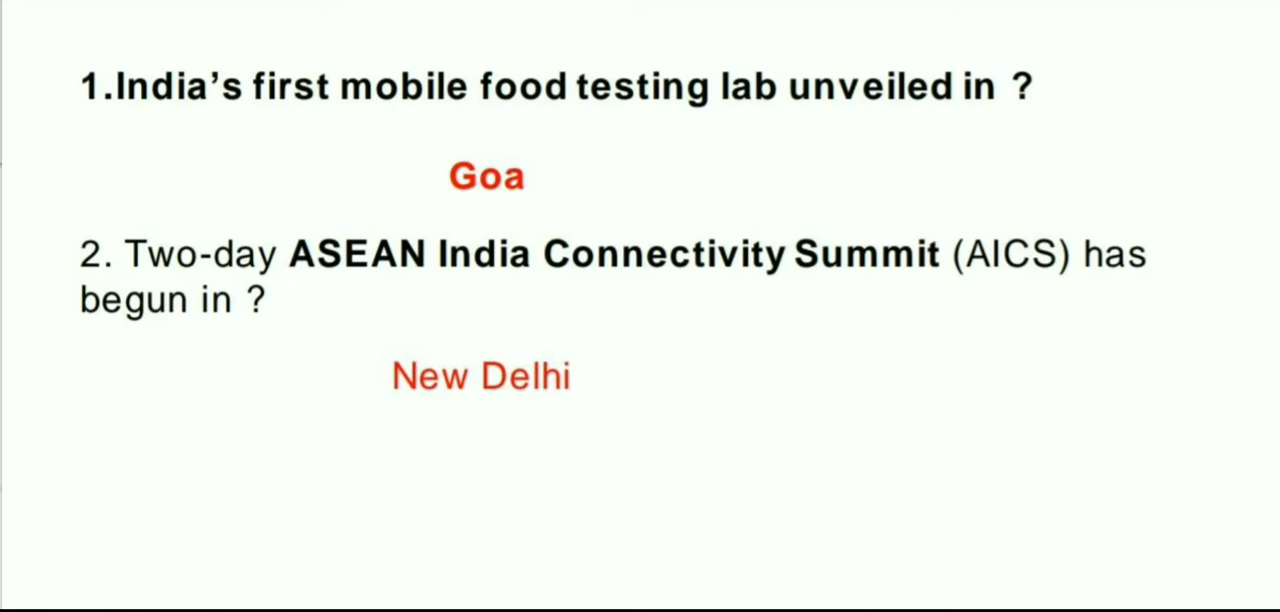 1.India’s first mobile food testing lab unveiled in ?
Goa
2. Two-day ASEAN India Connectivity Summit (AICS) has
begun in ?
New Delhi